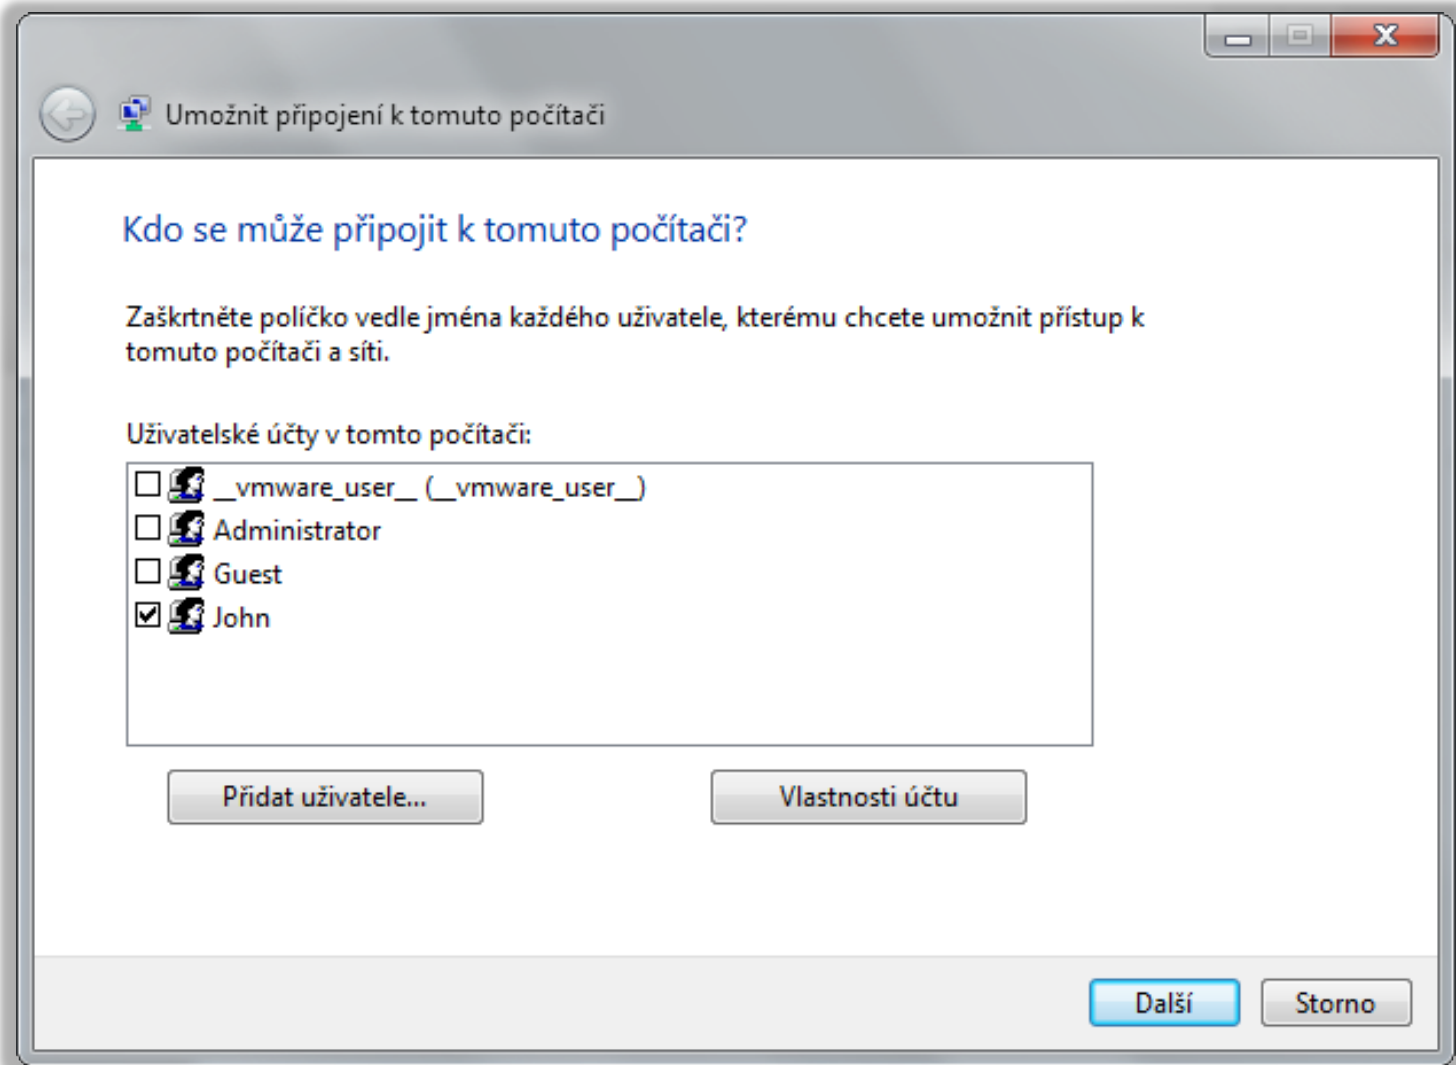 Umožnit připojení k tomuto počítači
Kdo se může připojit k tomuto počítači?
Zaškrtněte políčko vedle jména každého uživatele, kterému chcete umožnit přístup k
tomuto počítači a síti.
Uživatelské účty v tomto počítači:
__vmware_user__ (__vmware_user__)
Administrator
Guest
John
Přidat uživatele...
Vlastnosti účtu
Další
Storno